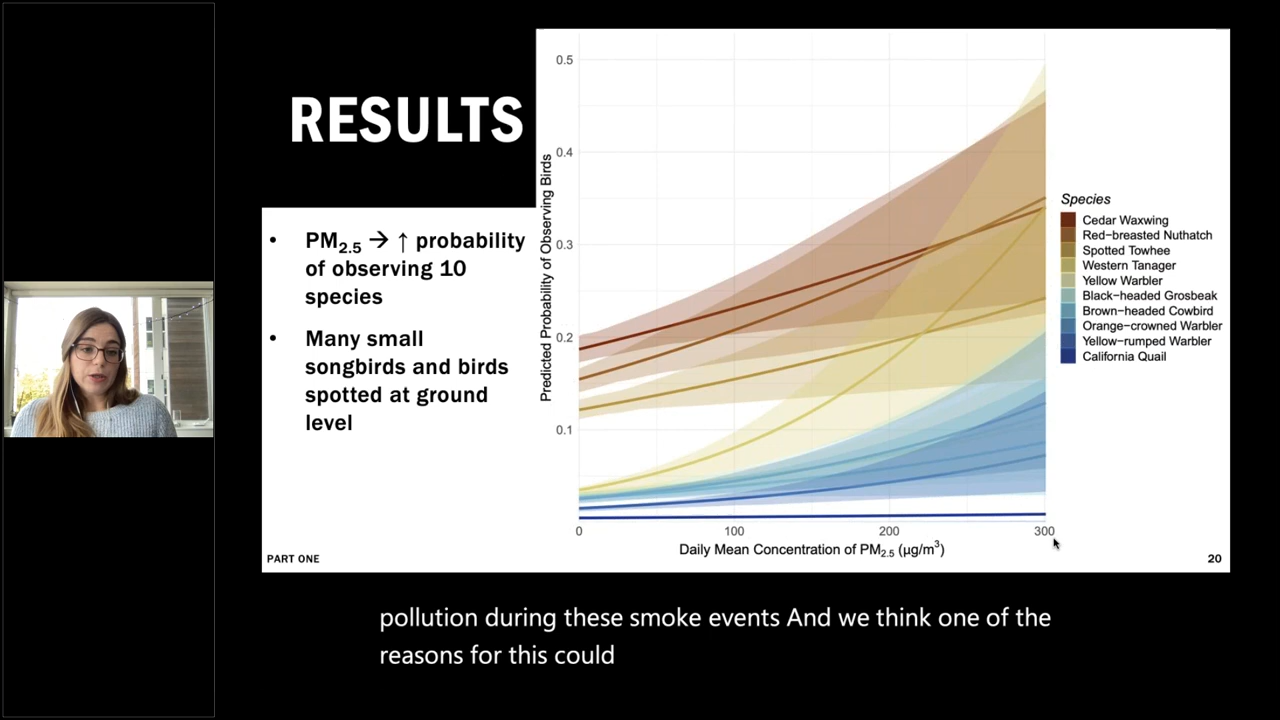 RESULTS
• PM2.5 → ↑ probability
of observing 10
species
• Many small
songbirds and birds
spotted at ground
level
PART ONE
Predicted Probability of Observing Birds
0.5
0.4
0.3
0.2
0.1
0 100 200 300
Daily Mean Concentration of PM2.5 (μg/m3)
Species
Cedar Waxwing
Red−breasted Nuthatch
Spotted Towhee
Western Tanager
Yellow Warbler
Black−headed Grosbeak
Brown−headed Cowbird
Orange−crowned Warbler
Yellow−rumped Warbler
California Quail
20
pollution during these smoke events And we think one of the
reasons for this could